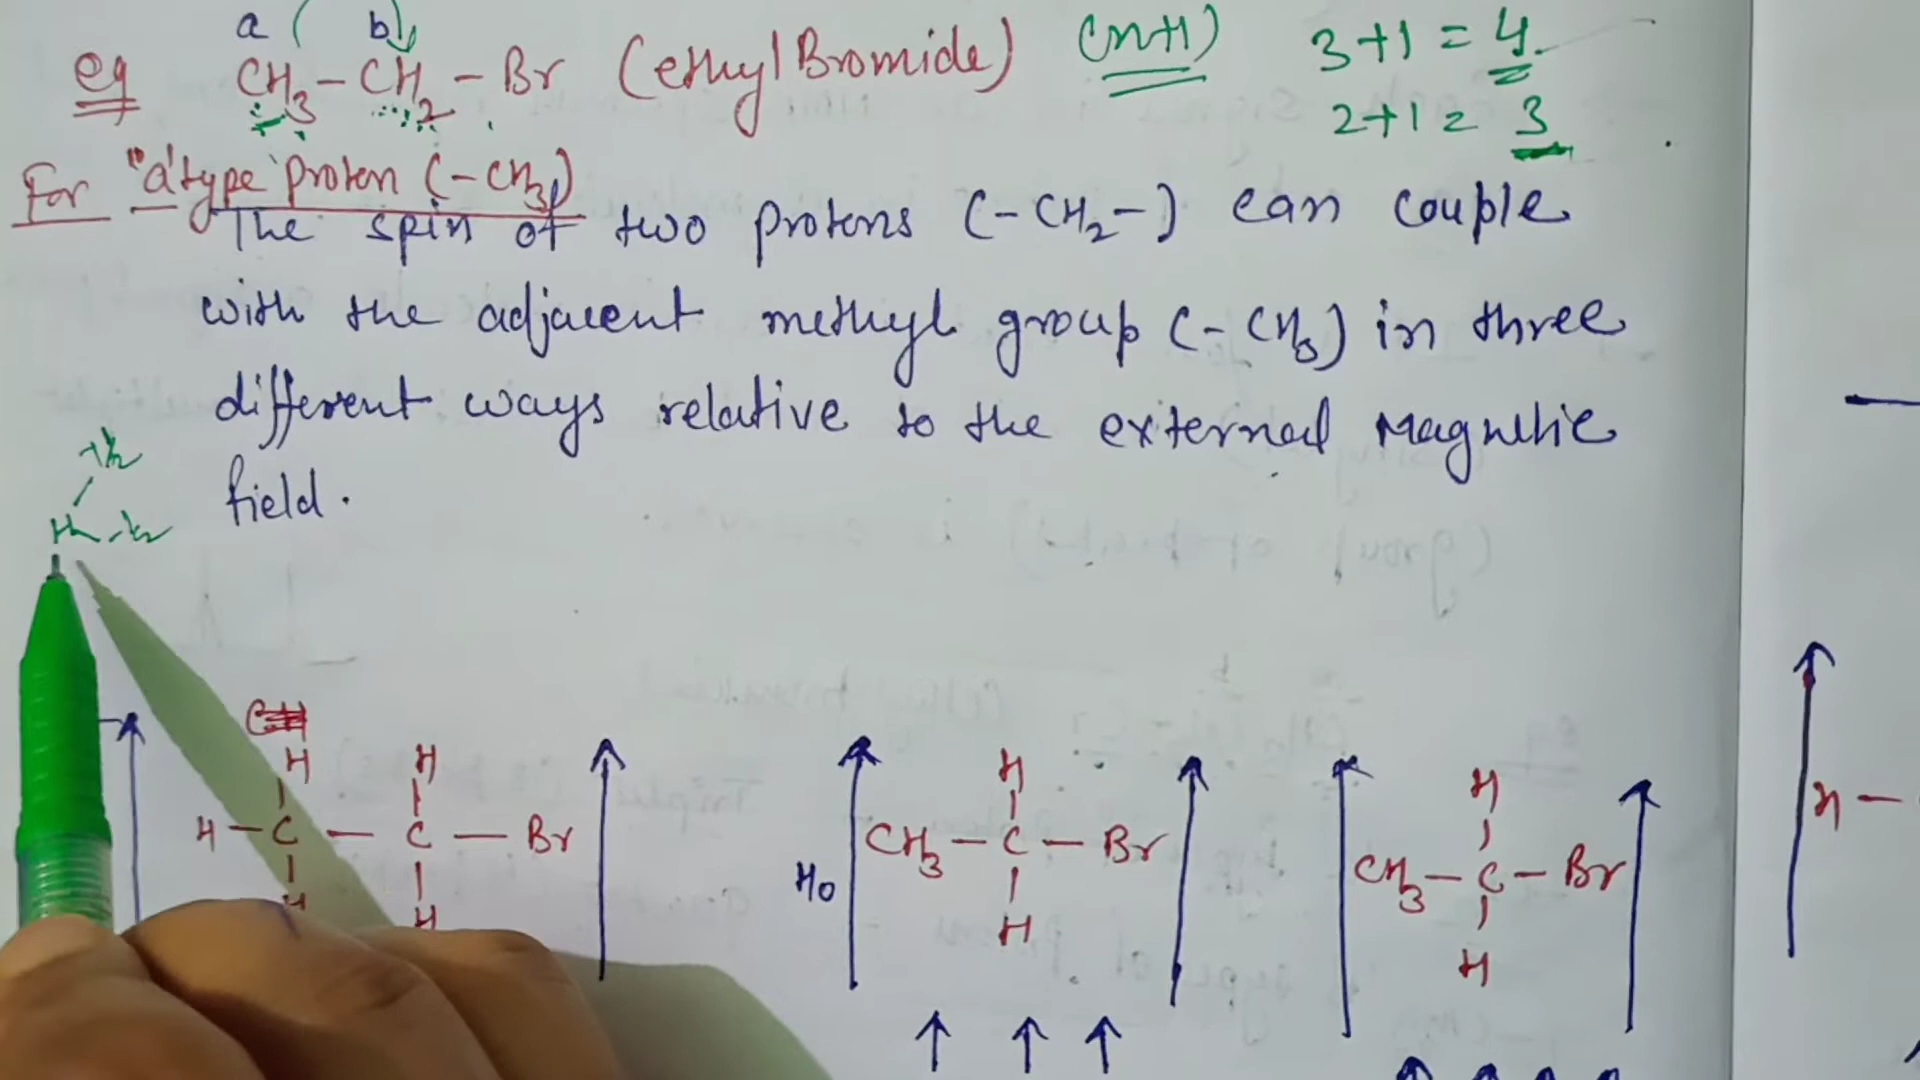 a b
eg CH3 - CH2 - Br (ethyl Bromide) (n+1) 3+1 = 4
2+1 = 3
For "a' type proton (-CH3)
The spin of two protons (-CH2-) can couple
with the adjacent methyl group (-CH3) in three
different ways relative to the external Magnetic
field.
H H H
H - C - C - Br CH3 - C - Br CH3 - C - Br H -
H0
H H H H